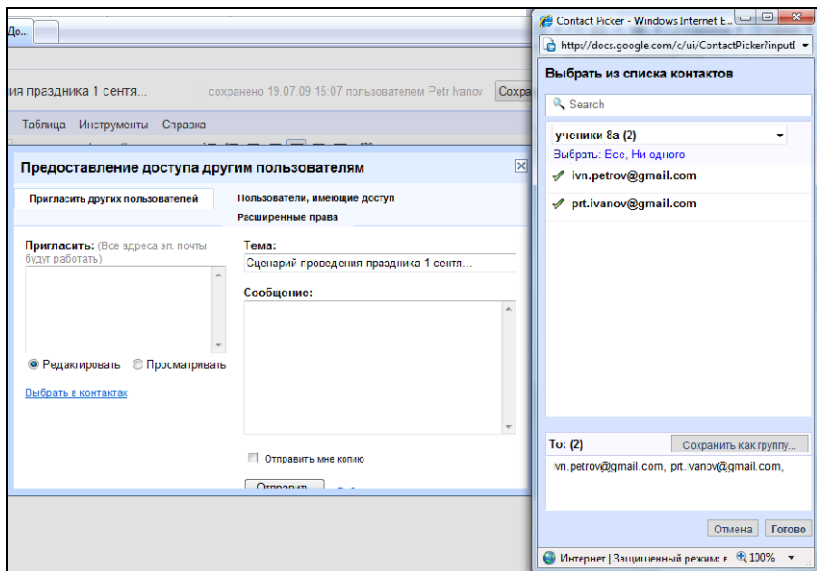 До...
ия праздника 1 сентя...
сохранено 19.07.09 15:07 пользователем Petr Ivanov
Сохра
Таблица Инструменты Справка
Предоставление доступа другим пользователям
Пригласить других пользователей
Пользователи, имеющие доступ
Расширенные права
Пригласить: (Все адреса эл. почты
будут работать)
Редактировать Просматривать
Выбрать в контактах
Тема:
Сценарий проведения праздника 1 сентя...
Сообщение:
Отправить мне копию
Отправить
Contact Picker - Windows Internet E...
http://docs.google.com/c/ui/ContactPicker?inputE
Выбрать из списка контактов
Search
ученики 8а (2)
Выбрать: Все, Ни одного
ivn.petrov@gmail.com
prt.ivanov@gmail.com
To: (2)
Сохранить как группу...
ivn.petrov@gmail.com, prt.ivanov@gmail.com,
Отмена Готово
Интернет | Защищенный режим: в 100%